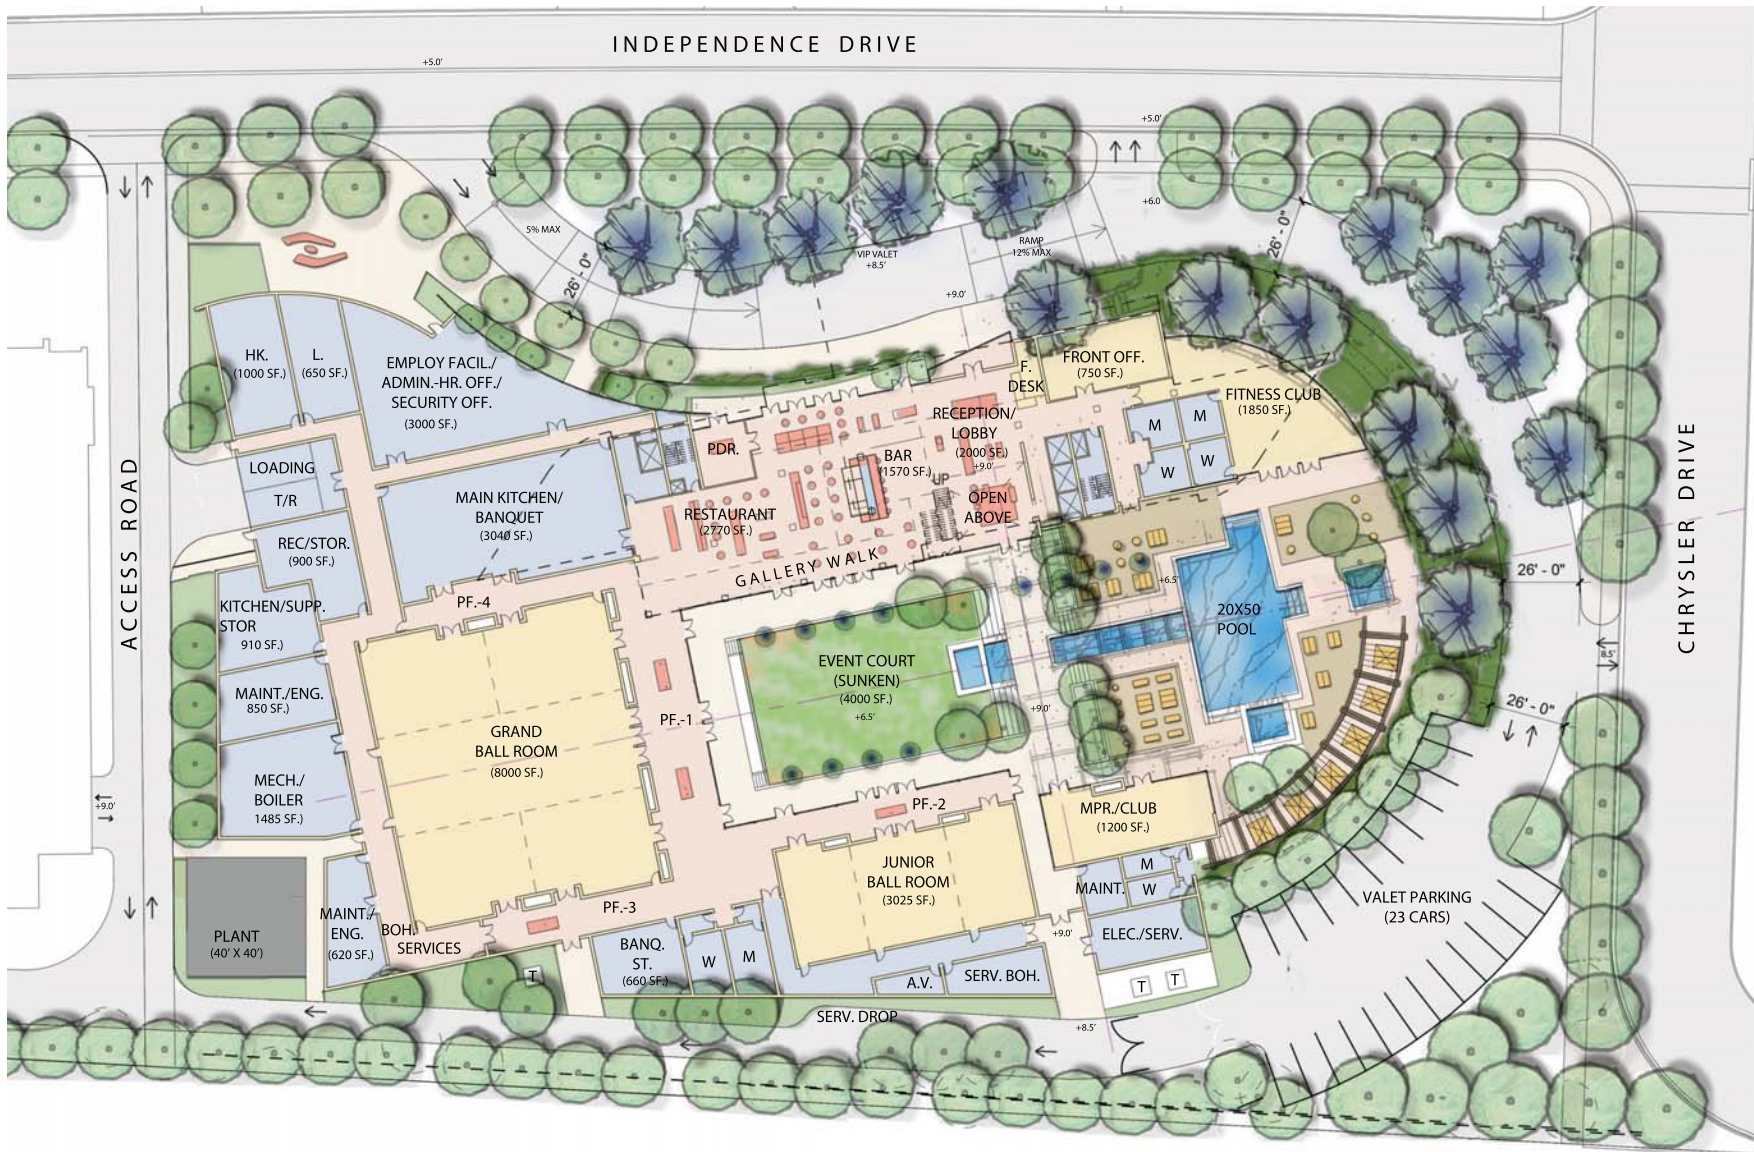 INDEPENDENCE DRIVE
+5.0'
+5.0'
+6.0
5% MAX
26' - 0"
VIP VALET
+8.5'
RAMP
12% MAX
26' - 0"
+9.0'
HK.
(1000 SF.)
L.
(650 SF.)
EMPLOY FACIL./
ADMIN.-HR. OFF./
SECURITY OFF.
(3000 SF.)
F.
DESK
FRONT OFF.
(750 SF.)
FITNESS CLUB
(1850 SF.)
RECEPTION/
LOBBY
(2000 SF.)
+9.0'
M
M
W
W
PDR.
BAR
(1570 SF.)
UP
OPEN
ABOVE
LOADING
T/R
MAIN KITCHEN/
BANQUET
(3040 SF.)
RESTAURANT
(2770 SF.)
GALLERY WALK
REC/STOR.
(900 SF.)
KITCHEN/SUPP.
STOR
910 SF.)
PF.-4
ACCESS ROAD
CHRYSLER DRIVE
+6.5'
20X50
POOL
26' - 0"
8.5'
26' - 0"
EVENT COURT
(SUNKEN)
(4000 SF.)
+6.5'
+9.0'
MAINT./ENG.
850 SF.)
GRAND
BALL ROOM
(8000 SF.)
PF.-1
MECH./
BOILER
1485 SF.)
+9.0'
PF.-2
MPR./CLUB
(1200 SF.)
JUNIOR
BALL ROOM
(3025 SF.)
M
W
MAINT.
VALET PARKING
(23 CARS)
PF.-3
PLANT
(40' X 40')
MAINT./
ENG.
(620 SF.)
BOH.
SERVICES
BANQ.
ST.
(660 SF.)
W
M
+9.0'
ELEC./SERV.
T
A.V.
SERV. BOH.
T
T
SERV. DROP
+8.5'